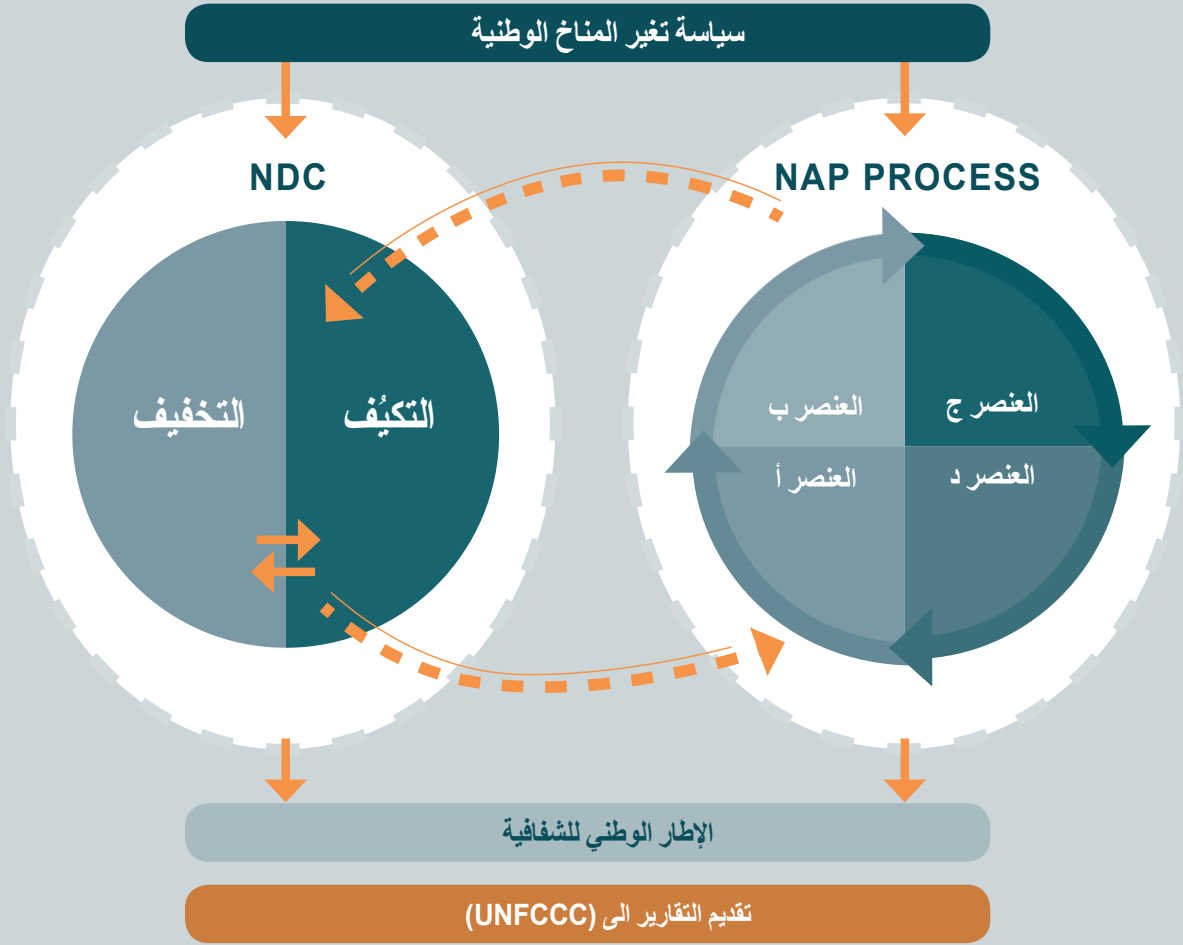 سياسة تغير المناخ الوطنية
NDC
NAP PROCESS
التخفيف
التكيُف
العنصر ب
العنصر ج
العنصر أ
العنصر د
الإطار الوطني للشفافية
تقديم التقارير الى (UNFCCC)